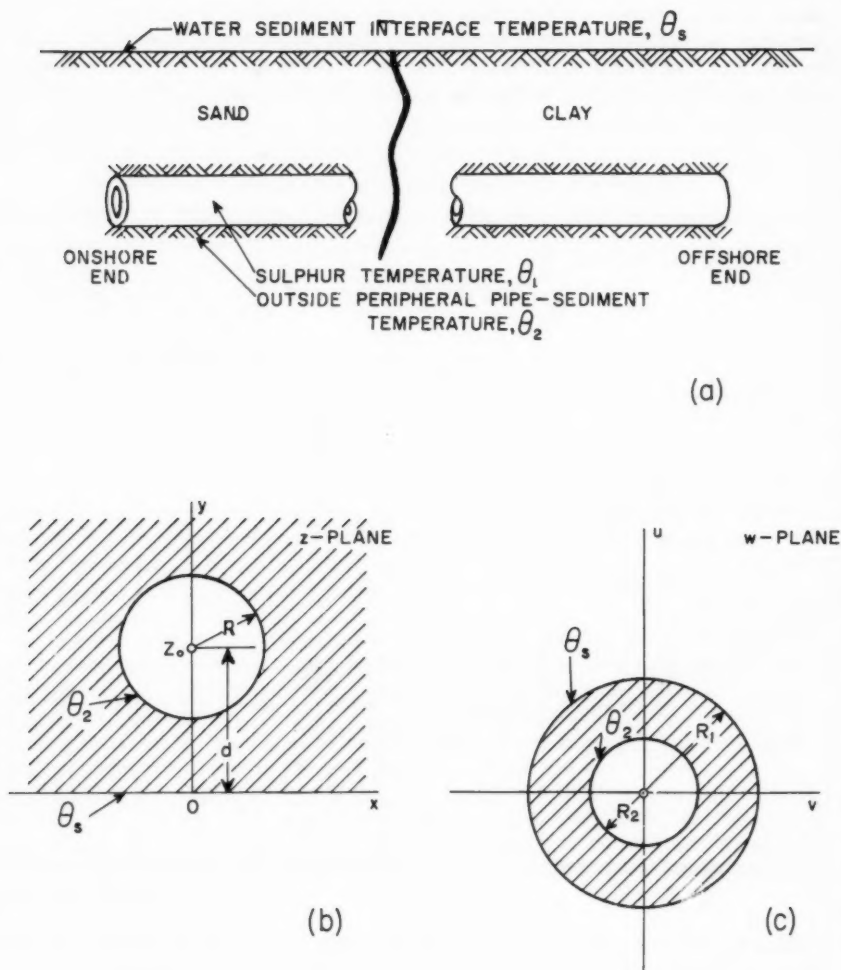 WATER SEDIMENT INTERFACE TEMPERATURE, θs
SAND
CLAY
ONSHORE
END
OFFSHORE
END
SULPHUR TEMPERATURE, θ1
OUTSIDE PERIPHERAL PIPE-SEDIMENT
TEMPERATURE, θ2
(a)
y
z-PLANE
R
Zo
θ2
d
θs
O
x
(b)
u
w-PLANE
θs
θ2
R1
R2
v
(c)